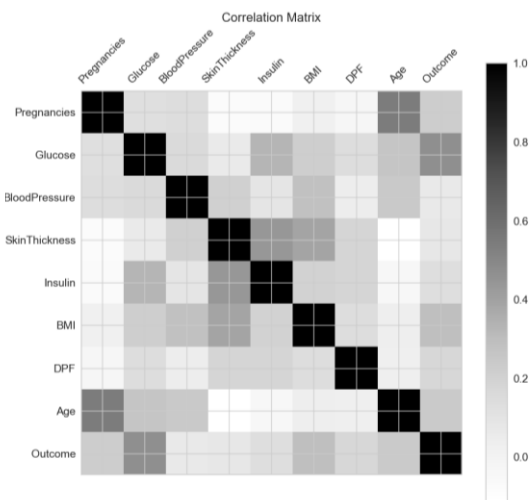 Correlation Matrix
Pregnancies
Glucose
BloodPressure
SkinThickness
Insulin
BMI
DPF
Age
Outcome
Pregnancies
Glucose
BloodPressure
SkinThickness
Insulin
BMI
DPF
Age
Outcome
1.0
0.8
0.6
0.4
0.2
0.0